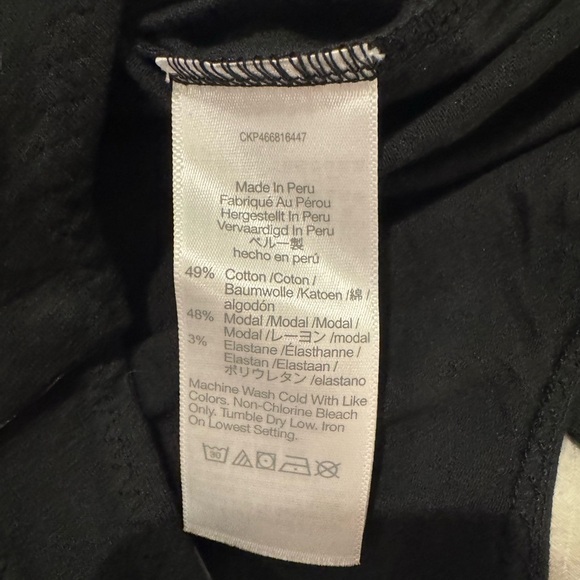 CKP466816447
Made In Peru
Fabriqué Au Pérou
Hergestellt In Peru
Vervaardigd In Peru
ペルー製
hecho en perú
49% Cotton /Coton /
Baumwolle /Katoen /綿 /
algodón
48% Modal /Modal /Modal /
Modal /レーヨン /modal
3% Elastane /Élasthanne /
Elastan /Elastaan /
ポリウレタン /elastano
Machine Wash Cold With Like
Colors. Non-Chlorine Bleach
Only. Tumble Dry Low. Iron
On Lowest Setting.
30